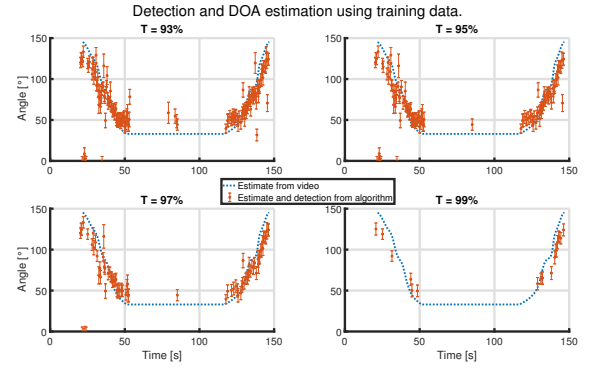 Detection and DOA estimation using training data.
T = 93%
T = 95%
150
100
50
0
Angle [°]
0 50 100 150
150
100
50
0
0 50 100 150
Estimate from video
Estimate and detection from algorithm
T = 97%
T = 99%
150
100
50
0
Angle [°]
0 50 100 150
Time [s]
150
100
50
0
0 50 100 150
Time [s]